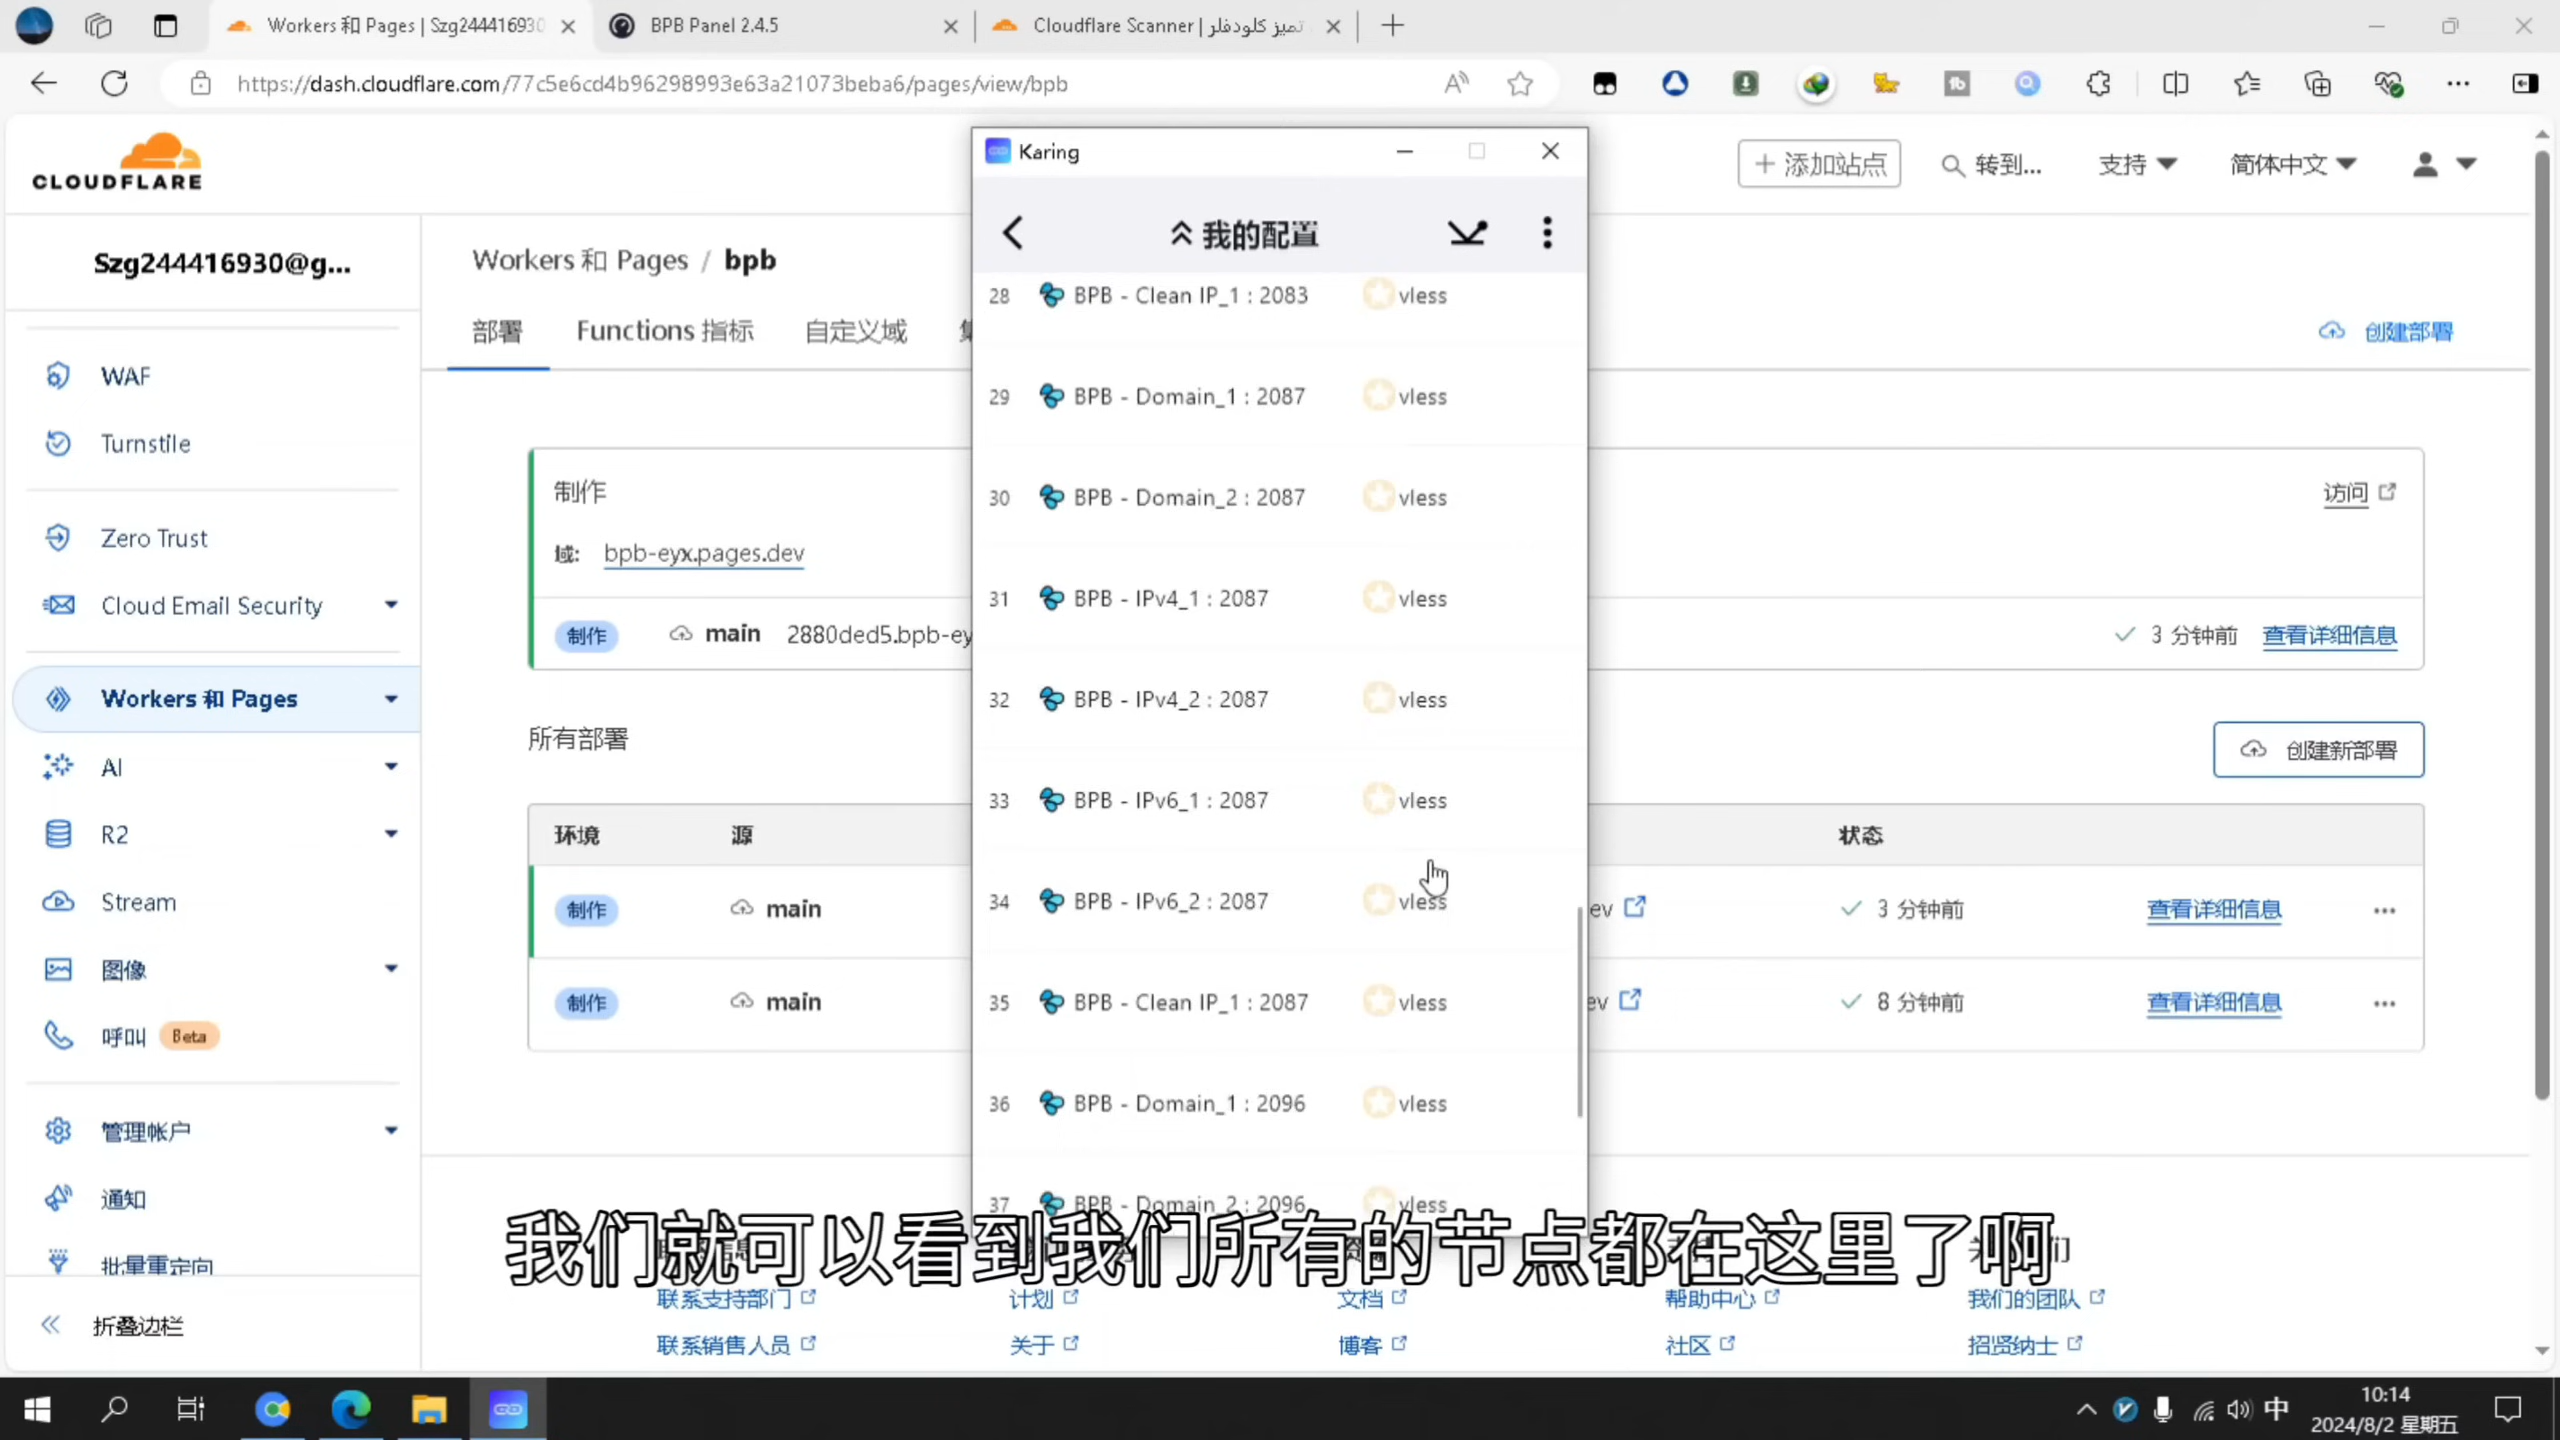 Workers 和 Pages | Szg244416930
BPB Panel 2.4.5
Cloudflare Scanner | تمیز کلودفلر
https://dash.cloudflare.com/77c5e6cd4b96298993e63a21073beba6/pages/view/bpb
CLOUDFLARE
添加站点
转到...
支持
简体中文
Szg244416930@g...
WAF
Turnstile
Zero Trust
Cloud Email Security
Workers 和 Pages
AI
R2
Stream
图像
呼叫 Beta
管理帐户
通知
批量重定向
折叠边栏
Workers 和 Pages / bpb
部署
Functions 指标
自定义域
创建部署
制作
访问
域: bpb-eyx.pages.dev
制作 main 2880ded5.bpb-ey
3 分钟前 查看详细信息
所有部署
创建新部署
环境 源 状态
制作 main ev 3 分钟前 查看详细信息
制作 main ev 8 分钟前 查看详细信息
Karing
我的配置
28 BPB - Clean IP_1 : 2083 vless
29 BPB - Domain_1 : 2087 vless
30 BPB - Domain_2 : 2087 vless
31 BPB - IPv4_1 : 2087 vless
32 BPB - IPv4_2 : 2087 vless
33 BPB - IPv6_1 : 2087 vless
34 BPB - IPv6_2 : 2087 vless
35 BPB - Clean IP_1 : 2087 vless
36 BPB - Domain_1 : 2096 vless
37 BPB - Domain_2 : 2096 vless
我们就可以看到我们所有的节点都在这里了啊
联系支持部门 计划 文档 帮助中心 我们的团队
联系销售人员 关于 博客 社区 招贤纳士
中
10:14
2024/8/2 星期五